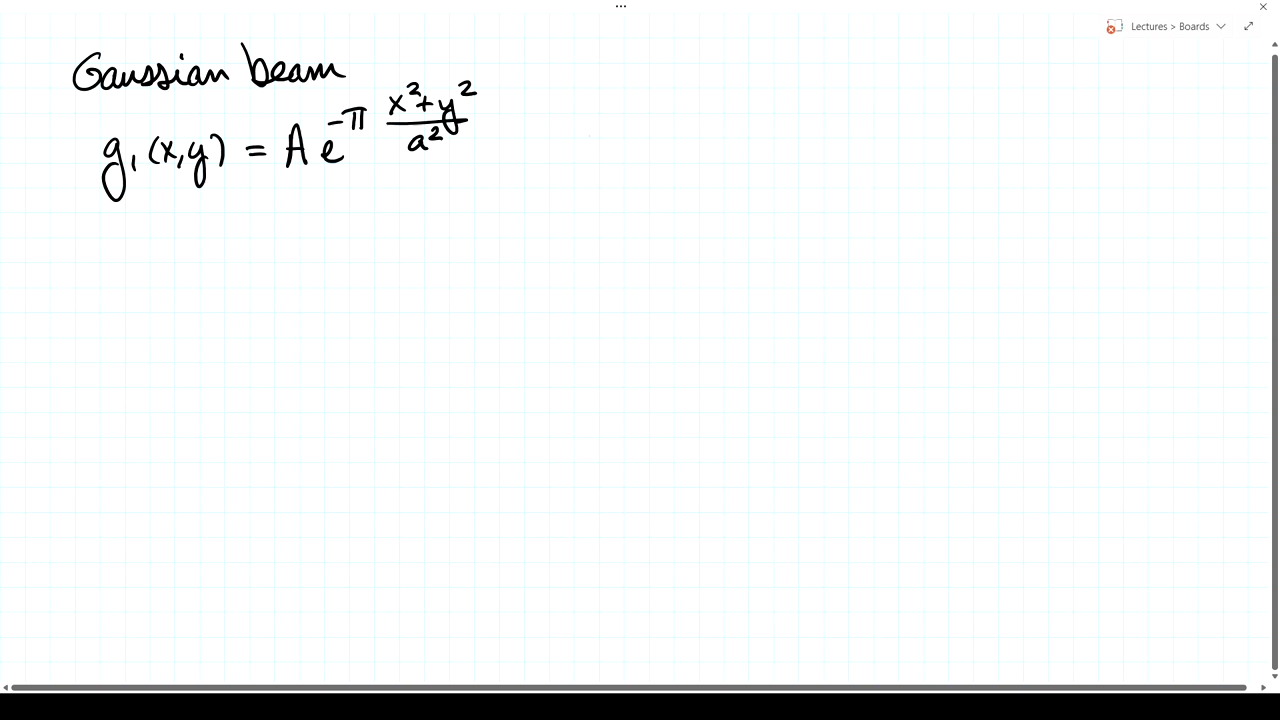 Lectures > Boards
Gaussian beam
g₁(x,y) = A e^{-π (x²+y²)/a²}